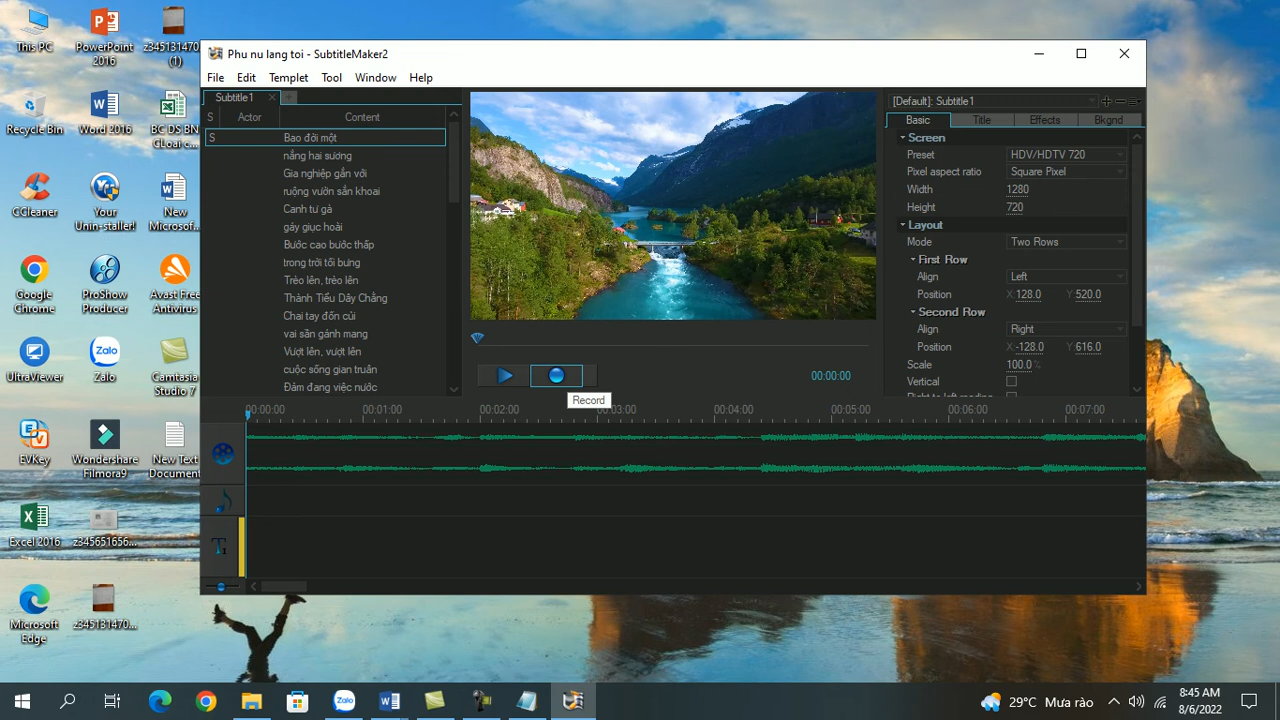 This PC
PowerPoint 2016
z345131470 (1)
Recycle Bin
Word 2016
BC DS BN GLoai c...
CCleaner
Your Unin-staller!
New Microsof...
Google Chrome
ProShow Producer
Avast Free Antivirus
UltraViewer
Zalo
Camtasia Studio 7
EVKey
Wondershare Filmora9
New Text Document
Excel 2016
z345651656...
Microsoft Edge
z345131470...
Phu nu lang toi - SubtitleMaker2
File Edit Templet Tool Window Help
Subtitle1
S Actor Content
S Bao đời một
nắng hai sương
Gia nghiệp gắn với
ruộng vườn sắn khoai
Canh tư gà
gáy giục hoài
Bước cao bước thấp
trong trời tối bưng
Trèo lên, trèo lên
Thành Tiểu Dãy Chằng
Chai tay đốn củi
vai sần gánh mang
Vượt lên, vượt lên
cuộc sống gian truân
Đảm đang việc nước
00:00:00
Record
[Default]: Subtitle1
Basic Title Effects Bkgnd
Screen
Preset HDV/HDTV 720
Pixel aspect ratio Square Pixel
Width 1280
Height 720
Layout
Mode Two Rows
First Row
Align Left
Position X 128.0 Y 520.0
Second Row
Align Right
Position X -128.0 Y 616.0
Scale 100.0 %
Vertical
Right to left reading
00:00:00 00:01:00 00:02:00 00:03:00 00:04:00 00:05:00 00:06:00 00:07:00
29°C Mưa rào
8:45 AM
8/6/2022